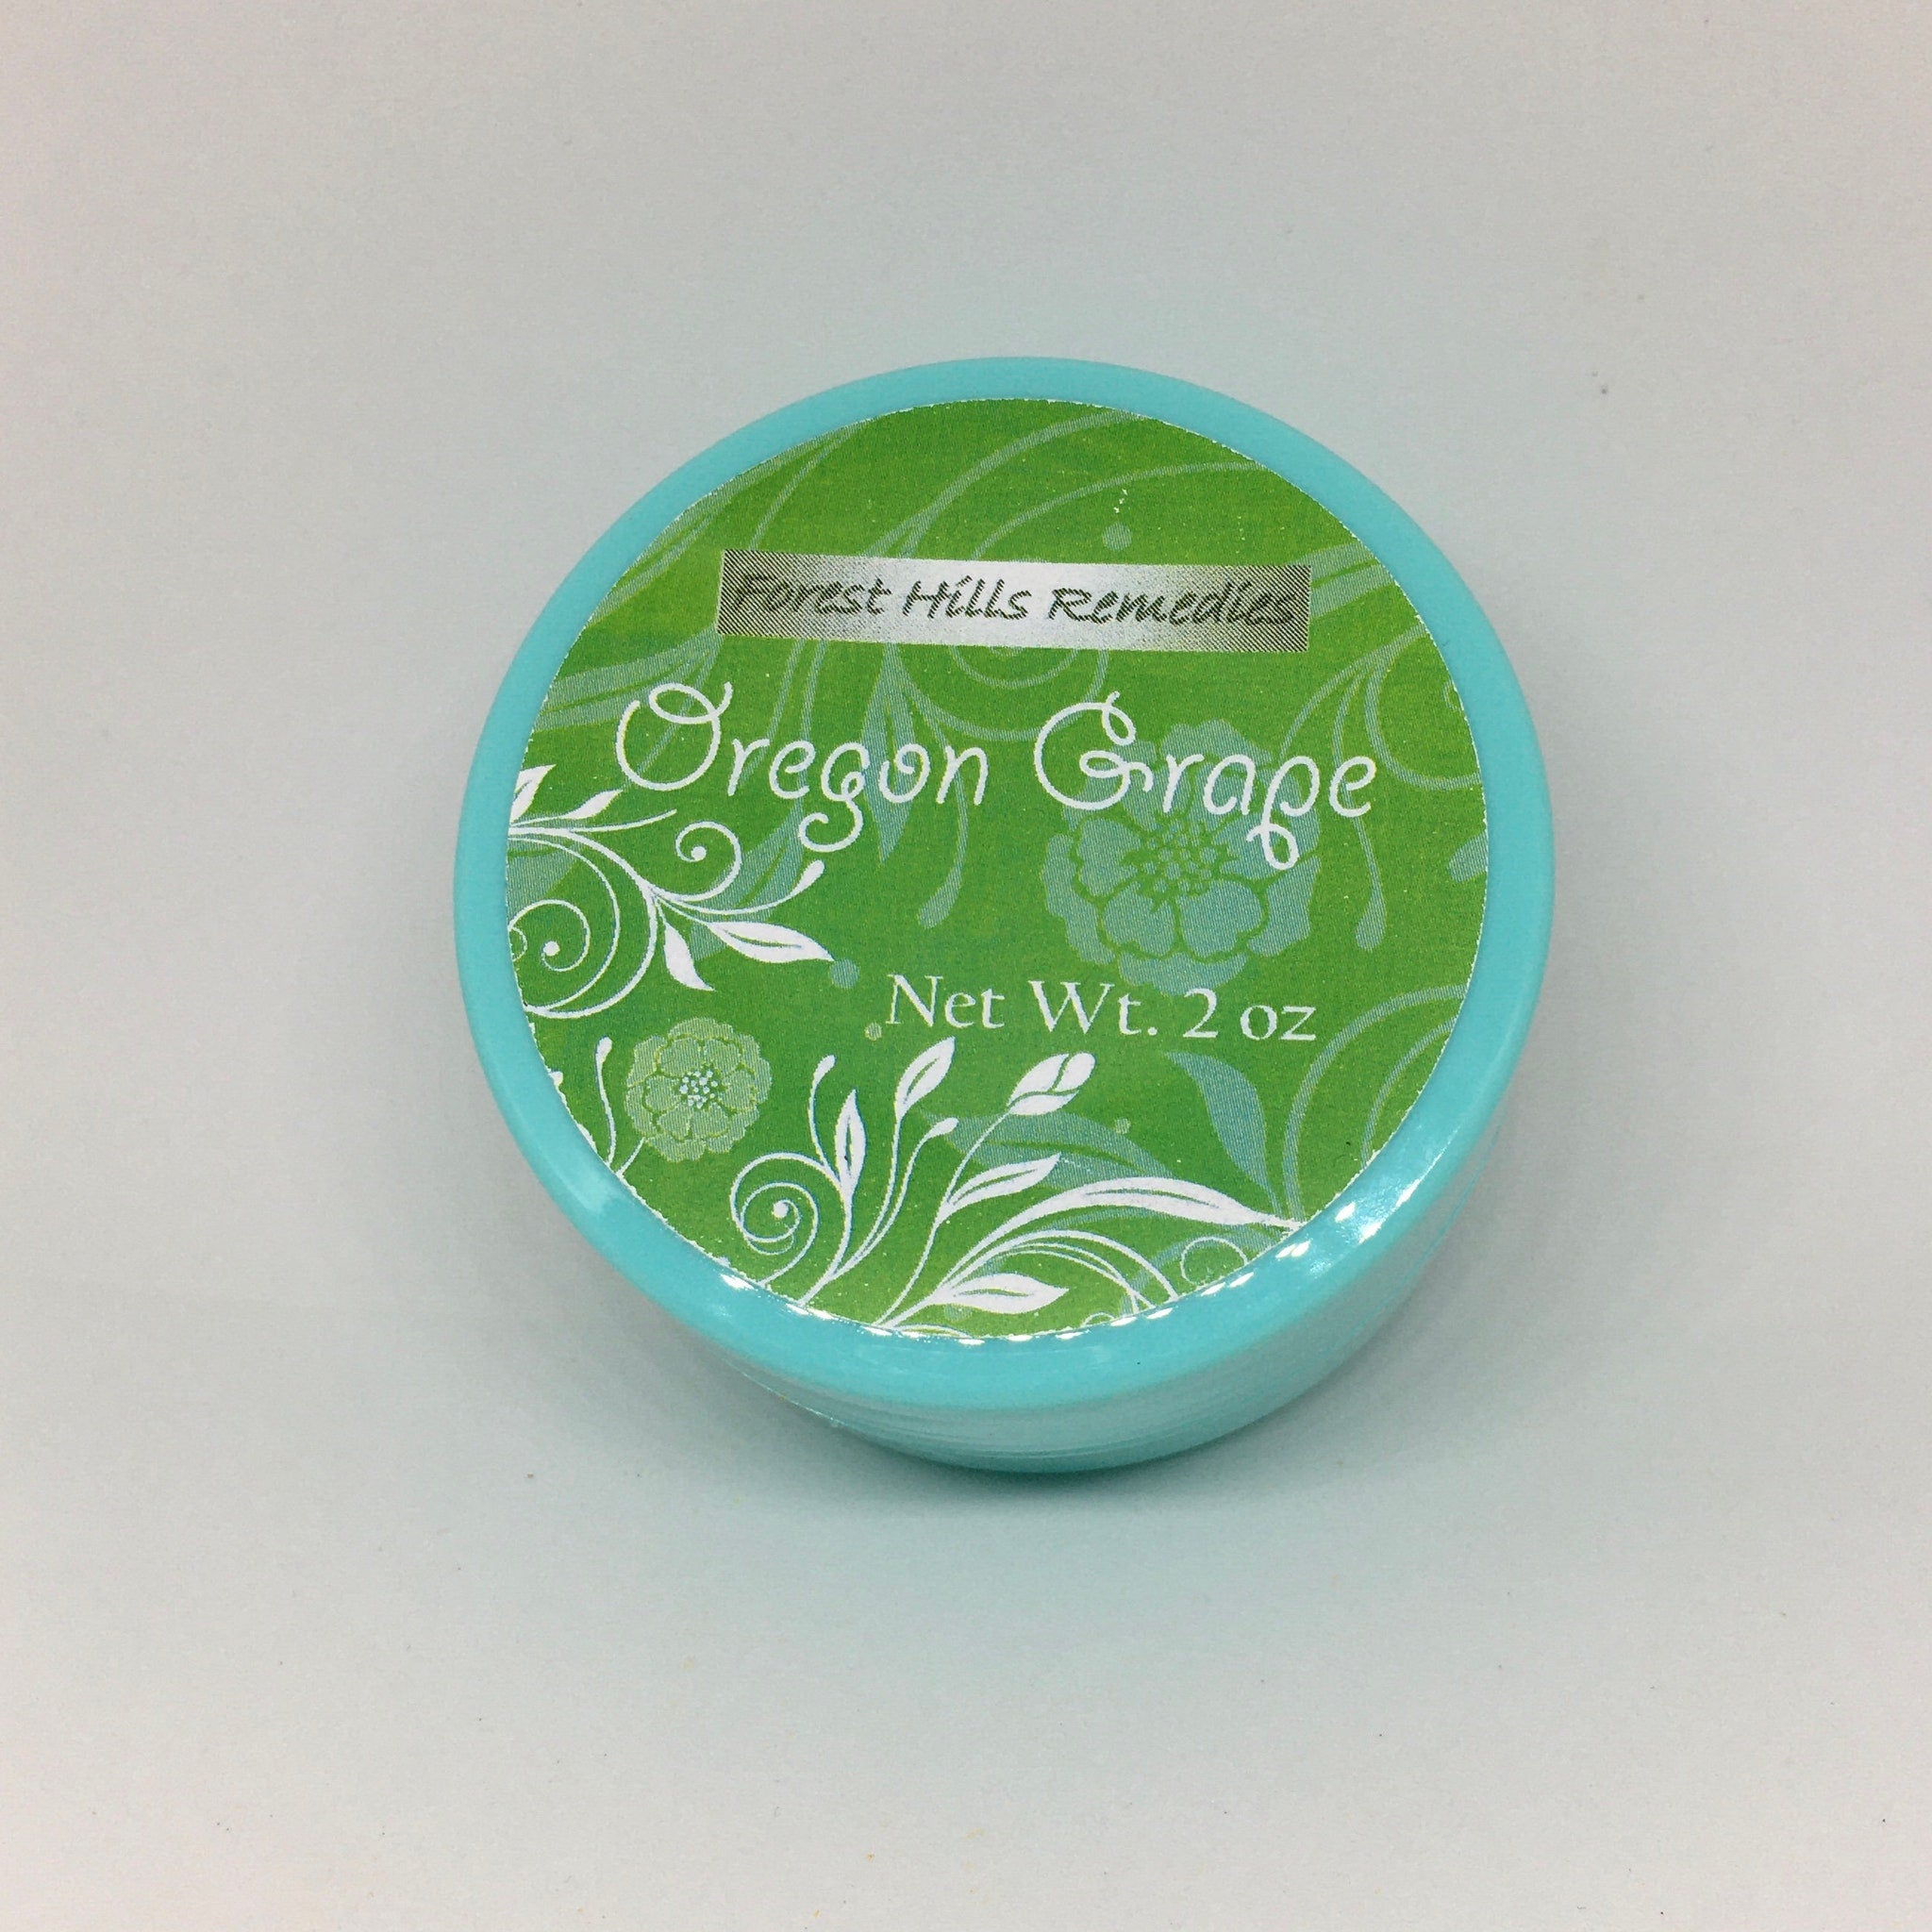 Forest Hills Remedies
Oregon Grape
Net Wt. 2 oz